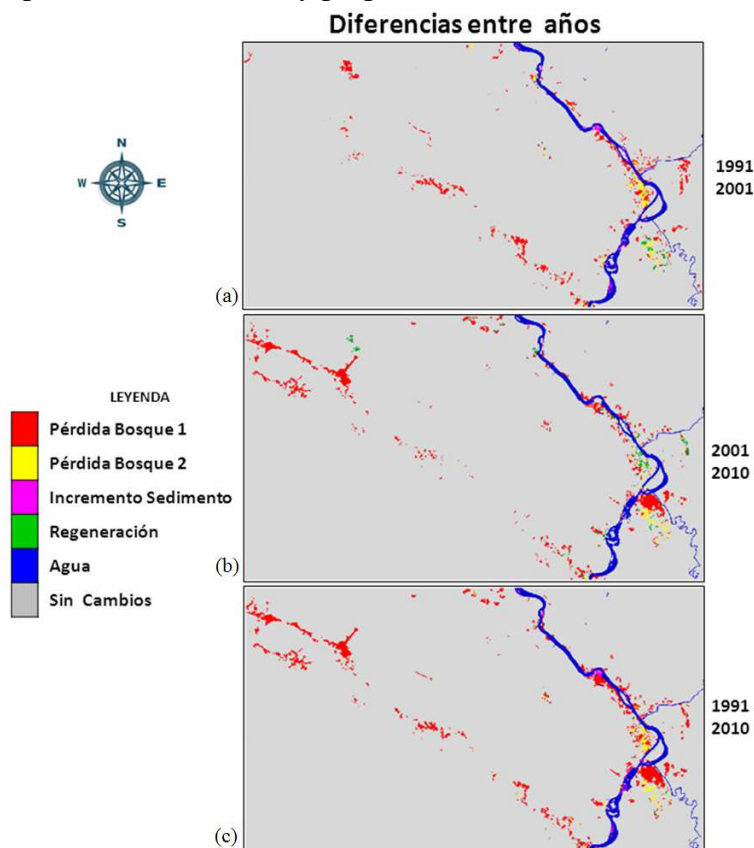 Diferencias entre años
N
W
E
S
1991
2001
(a)
LEYENDA
Pérdida Bosque 1
Pérdida Bosque 2
Incremento Sedimento
Regeneración
Agua
Sin Cambios
2001
2010
(b)
1991
2010
(c)